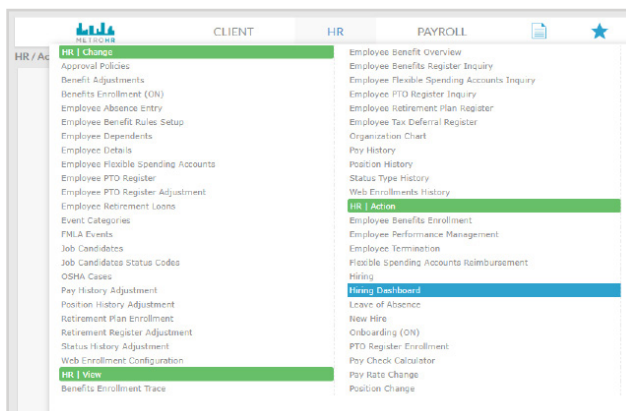 METROHR
CLIENT
HR
PAYROLL
HR / Ac
HR | Change
Approval Policies
Benefit Adjustments
Benefits Enrollment (ON)
Employee Absence Entry
Employee Benefit Rules Setup
Employee Dependents
Employee Details
Employee Flexible Spending Accounts
Employee PTO Register
Employee PTO Register Adjustment
Employee Retirement Loans
Event Categories
FMLA Events
Job Candidates
Job Candidates Status Codes
OSHA Cases
Pay History Adjustment
Position History Adjustment
Retirement Plan Enrollment
Retirement Register Adjustment
Status History Adjustment
Web Enrollment Configuration
HR | View
Benefits Enrollment Trace
Employee Benefit Overview
Employee Benefits Register Inquiry
Employee Flexible Spending Accounts Inquiry
Employee PTO Register Inquiry
Employee Retirement Plan Register
Employee Tax Deferral Register
Organization Chart
Pay History
Position History
Status Type History
Web Enrollments History
HR | Action
Employee Benefits Enrollment
Employee Performance Management
Employee Termination
Flexible Spending Accounts Reimbursement
Hiring
Hiring Dashboard
Leave of Absence
New Hire
Onboarding (ON)
PTO Register Enrollment
Pay Check Calculator
Pay Rate Change
Position Change